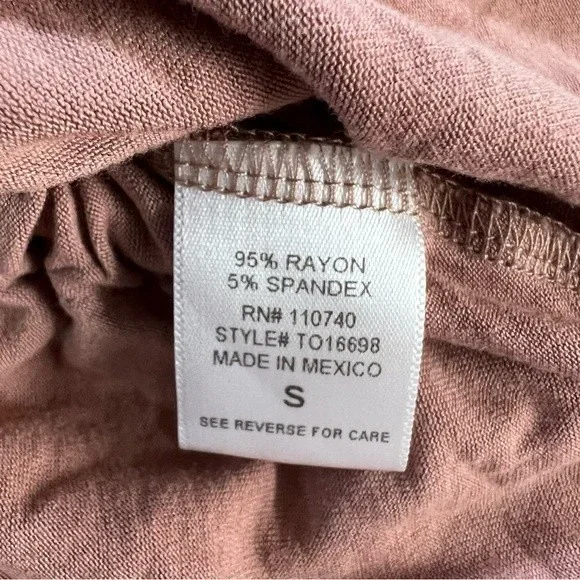 95% RAYON
5% SPANDEX
RN# 110740
STYLE# TO16698
MADE IN MEXICO
S
SEE REVERSE FOR CARE